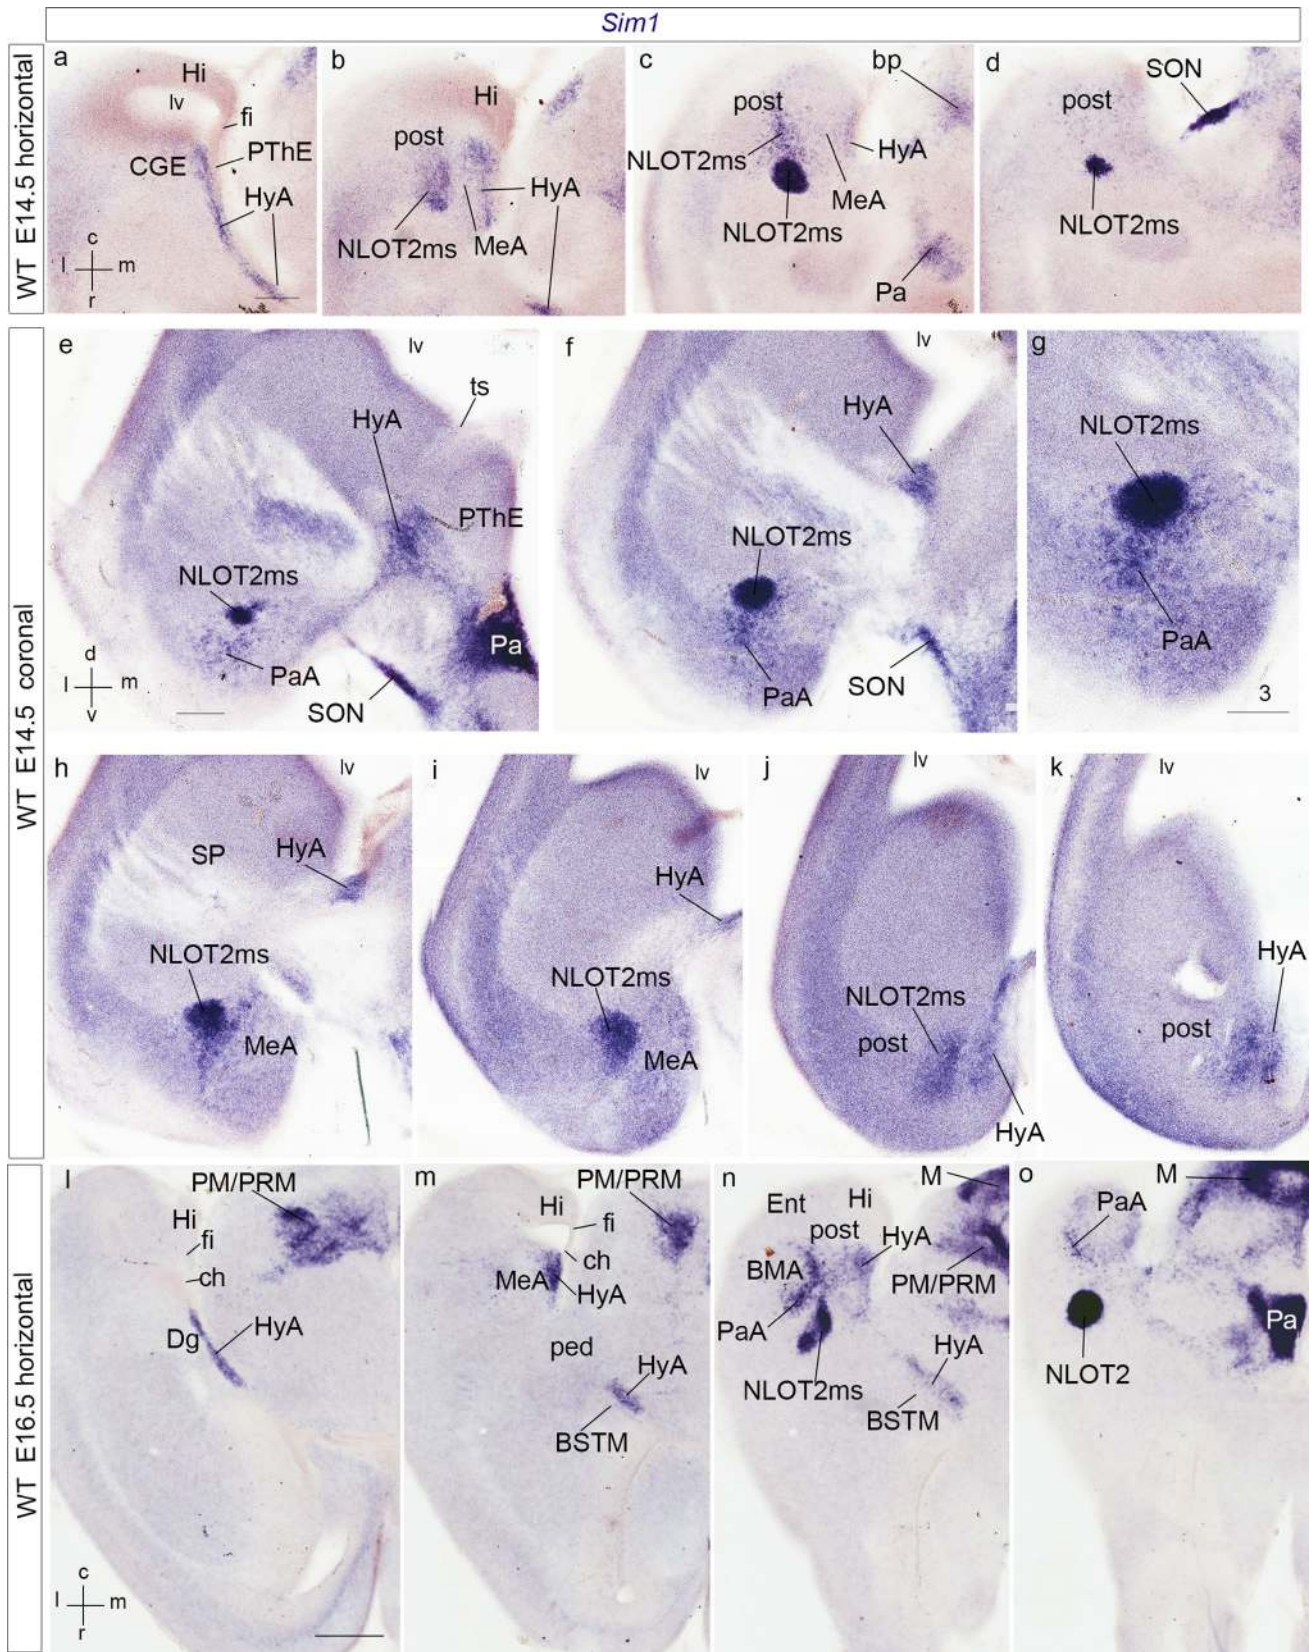 Sim1
WT E14.5 horizontal
a
Hi
lv
fi
CGE
PThE
HyA
c
l m
r
b
Hi
post
HyA
NLOT2ms
MeA
c
bp
post
NLOT2ms
HyA
MeA
NLOT2ms
Pa
d
SON
post
NLOT2ms
WT E14.5 coronal
e
lv
ts
HyA
PThE
NLOT2ms
Pa
PaA
SON
d
l m
v
f
lv
HyA
NLOT2ms
PaA
SON
g
NLOT2ms
PaA
3
h
lv
SP
HyA
NLOT2ms
MeA
i
lv
HyA
NLOT2ms
MeA
j
lv
NLOT2ms
post
HyA
k
lv
HyA
post
WT E16.5 horizontal
l
PM/PRM
Hi
fi
ch
Dg
HyA
c
l m
r
m
PM/PRM
Hi
fi
ch
MeA
HyA
ped
HyA
BSTM
n
M
Ent
Hi
post
HyA
BMA
PM/PRM
PaA
HyA
NLOT2ms
BSTM
o
M
PaA
Pa
NLOT2